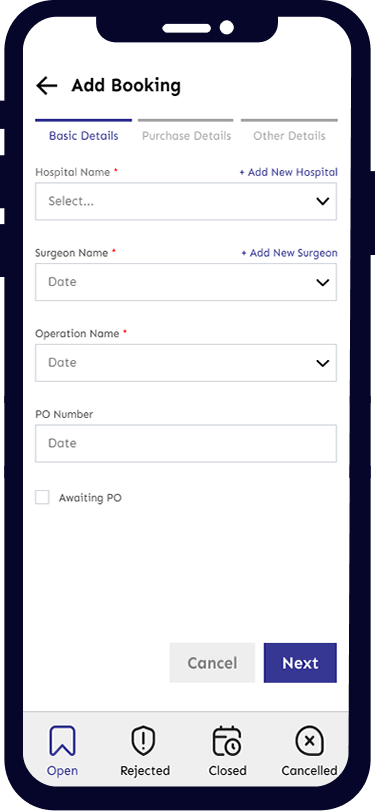 Add Booking
Basic Details Purchase Details Other Details
Hospital Name * + Add New Hospital
Select...
Surgeon Name * + Add New Surgeon
Date
Operation Name *
Date
PO Number
Date
Awaiting PO
Cancel Next
Open Rejected Closed Cancelled